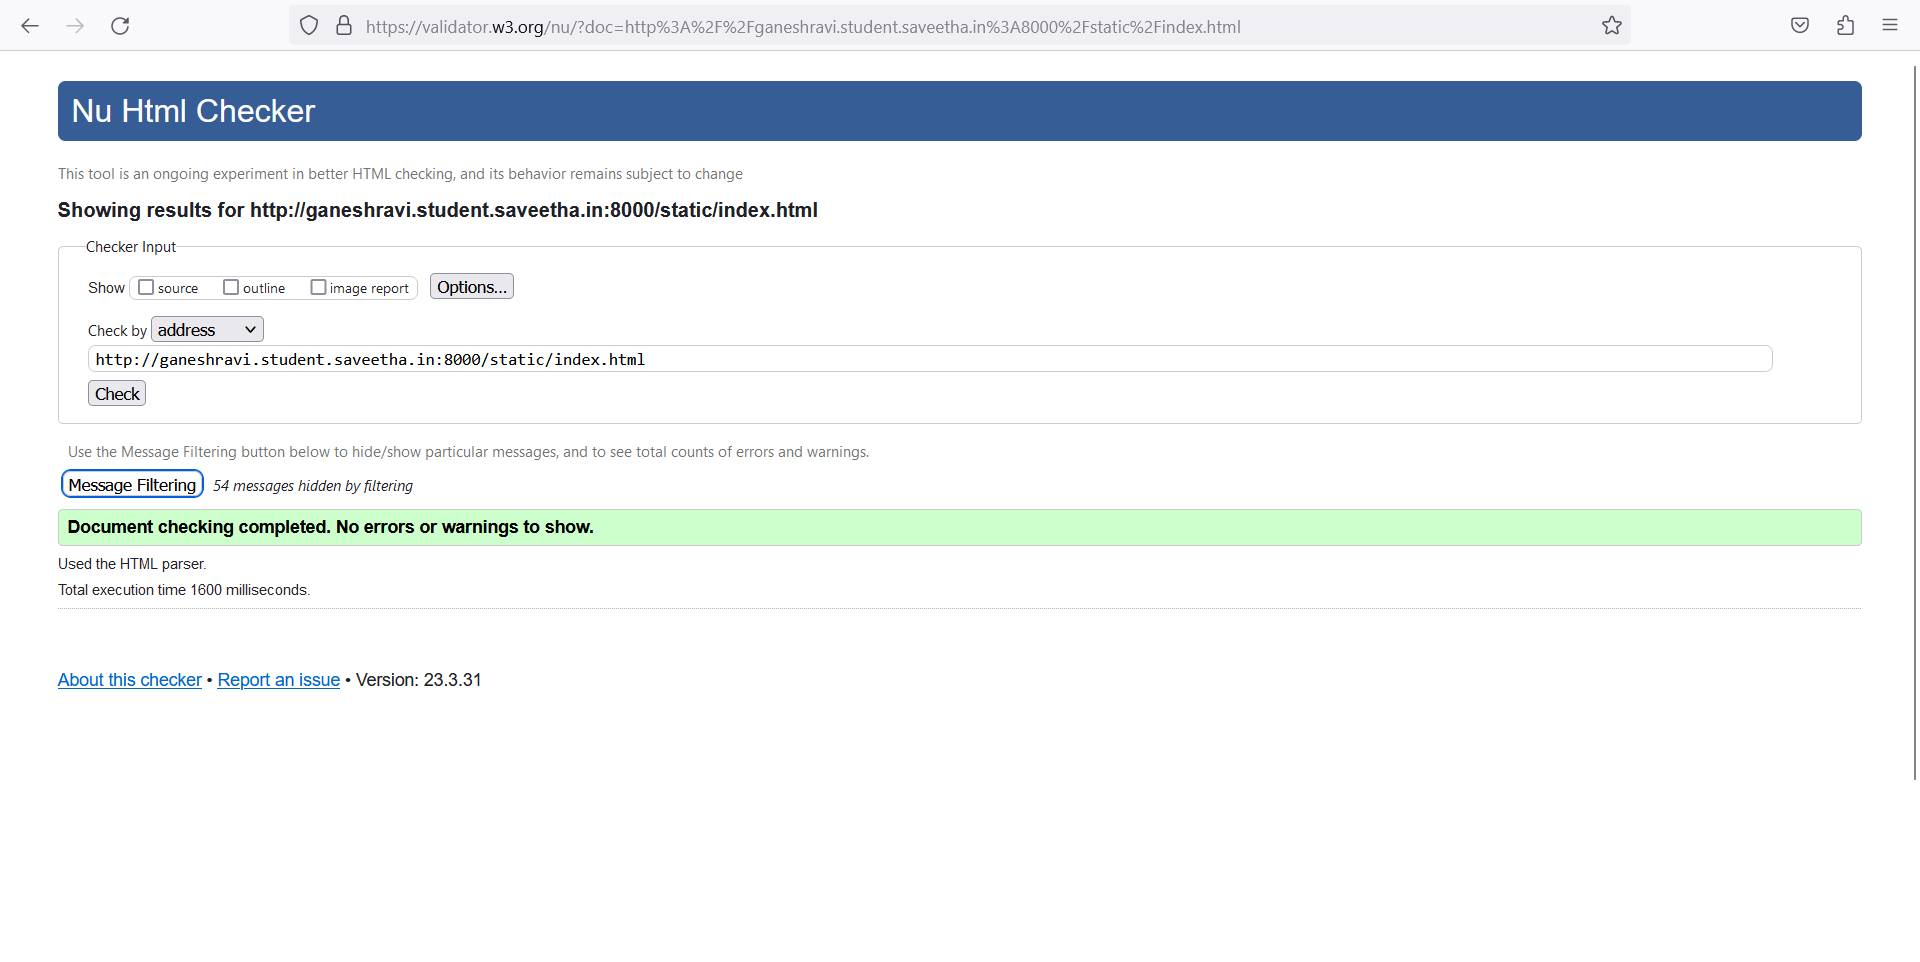 https://validator.w3.org/nu/?doc=http%3A%2F%2Fganeshravi.student.saveetha.in%3A8000%2Fstatic%2Findex.html
Nu Html Checker
This tool is an ongoing experiment in better HTML checking, and its behavior remains subject to change
Showing results for http://ganeshravi.student.saveetha.in:8000/static/index.html
Checker Input
Show source outline image report Options...
Check by address
http://ganeshravi.student.saveetha.in:8000/static/index.html
Check
Use the Message Filtering button below to hide/show particular messages, and to see total counts of errors and warnings.
Message Filtering 54 messages hidden by filtering
Document checking completed. No errors or warnings to show.
Used the HTML parser.
Total execution time 1600 milliseconds.
About this checker • Report an issue • Version: 23.3.31